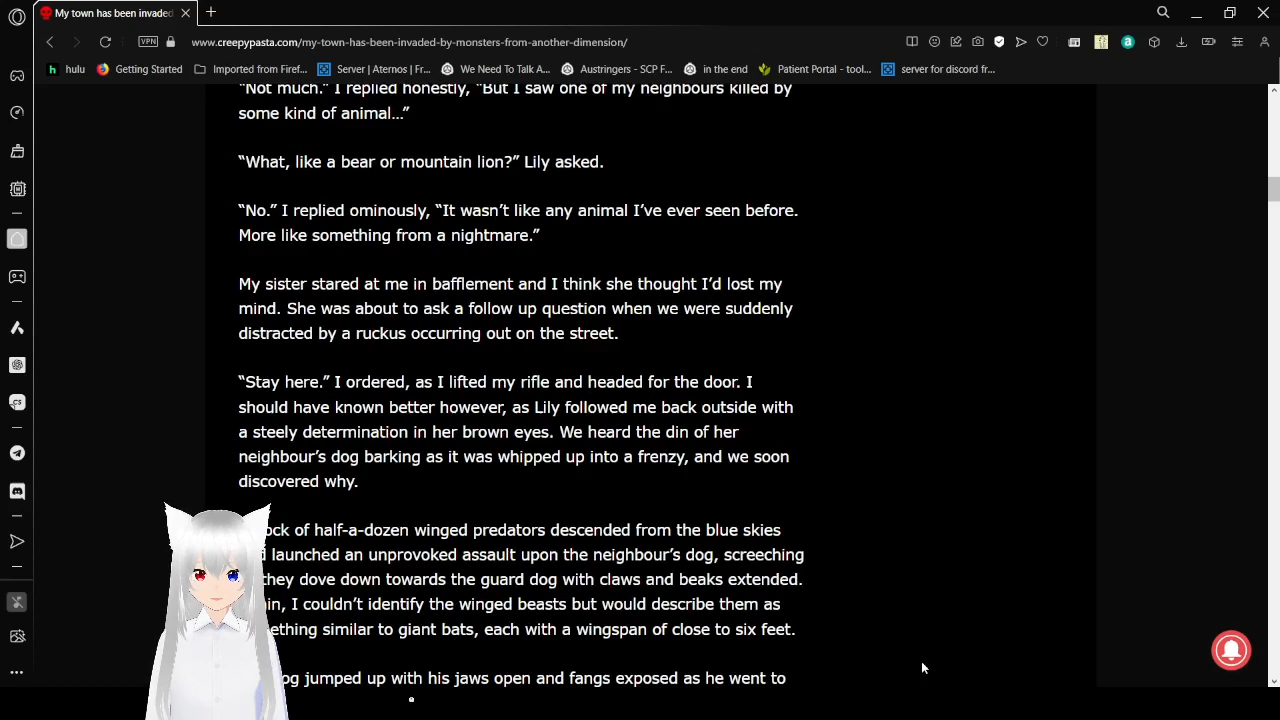 My town has been invaded
www.creepypasta.com/my-town-has-been-invaded-by-monsters-from-another-dimension/
VPN
hulu
Getting Started
Imported from Firef...
Server | Aternos | Fr...
We Need To Talk A...
Austringers - SCP F...
in the end
Patient Portal - tool...
server for discord fr...
“Not much.” I replied honestly, “But I saw one of my neighbours killed by
some kind of animal…”
“What, like a bear or mountain lion?” Lily asked.
“No.” I replied ominously, “It wasn’t like any animal I’ve ever seen before.
More like something from a nightmare.”
My sister stared at me in bafflement and I think she thought I’d lost my
mind. She was about to ask a follow up question when we were suddenly
distracted by a ruckus occurring out on the street.
“Stay here.” I ordered, as I lifted my rifle and headed for the door. I
should have known better however, as Lily followed me back outside with
a steely determination in her brown eyes. We heard the din of her
neighbour’s dog barking as it was whipped up into a frenzy, and we soon
discovered why.
ock of half-a-dozen winged predators descended from the blue skies
d launched an unprovoked assault upon the neighbour’s dog, screeching
they dove down towards the guard dog with claws and beaks extended.
in, I couldn’t identify the winged beasts but would describe them as
ething similar to giant bats, each with a wingspan of close to six feet.
og jumped up with his jaws open and fangs exposed as he went to